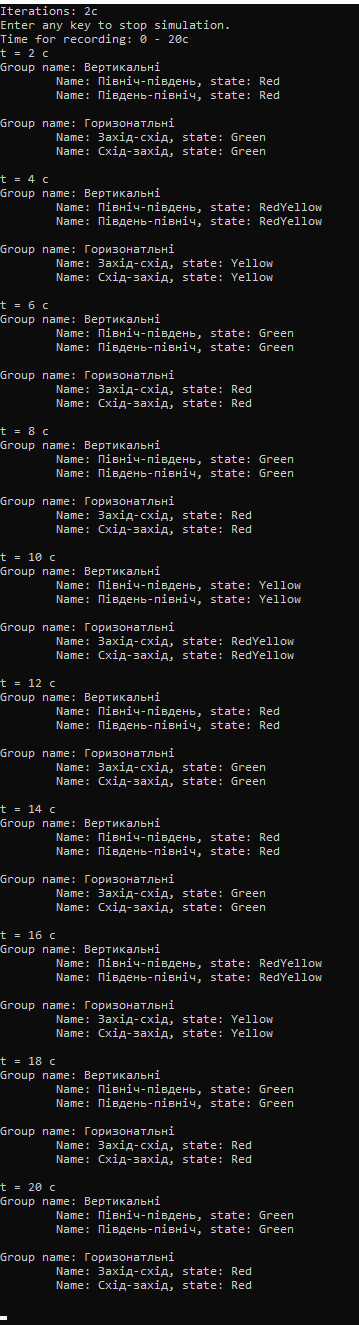 Iterations: 2c
Enter any key to stop simulation.
Time for recording: 0 - 20c
t = 2 c
Group name: Вертикальні
Name: Північ-південь, state: Red
Name: Південь-північ, state: Red
Group name: Горизонатльні
Name: Захід-схід, state: Green
Name: Схід-захід, state: Green
t = 4 c
Group name: Вертикальні
Name: Північ-південь, state: RedYellow
Name: Південь-північ, state: RedYellow
Group name: Горизонатльні
Name: Захід-схід, state: Yellow
Name: Схід-захід, state: Yellow
t = 6 c
Group name: Вертикальні
Name: Північ-південь, state: Green
Name: Південь-північ, state: Green
Group name: Горизонатльні
Name: Захід-схід, state: Red
Name: Схід-захід, state: Red
t = 8 c
Group name: Вертикальні
Name: Північ-південь, state: Green
Name: Південь-північ, state: Green
Group name: Горизонатльні
Name: Захід-схід, state: Red
Name: Схід-захід, state: Red
t = 10 c
Group name: Вертикальні
Name: Північ-південь, state: Yellow
Name: Південь-північ, state: Yellow
Group name: Горизонатльні
Name: Захід-схід, state: RedYellow
Name: Схід-захід, state: RedYellow
t = 12 c
Group name: Вертикальні
Name: Північ-південь, state: Red
Name: Південь-північ, state: Red
Group name: Горизонатльні
Name: Захід-схід, state: Green
Name: Схід-захід, state: Green
t = 14 c
Group name: Вертикальні
Name: Північ-південь, state: Red
Name: Південь-північ, state: Red
Group name: Горизонатльні
Name: Захід-схід, state: Green
Name: Схід-захід, state: Green
t = 16 c
Group name: Вертикальні
Name: Північ-південь, state: RedYellow
Name: Південь-північ, state: RedYellow
Group name: Горизонатльні
Name: Захід-схід, state: Yellow
Name: Схід-захід, state: Yellow
t = 18 c
Group name: Вертикальні
Name: Північ-південь, state: Green
Name: Південь-північ, state: Green
Group name: Горизонатльні
Name: Захід-схід, state: Red
Name: Схід-захід, state: Red
t = 20 c
Group name: Вертикальні
Name: Північ-південь, state: Green
Name: Південь-північ, state: Green
Group name: Горизонатльні
Name: Захід-схід, state: Red
Name: Схід-захід, state: Red